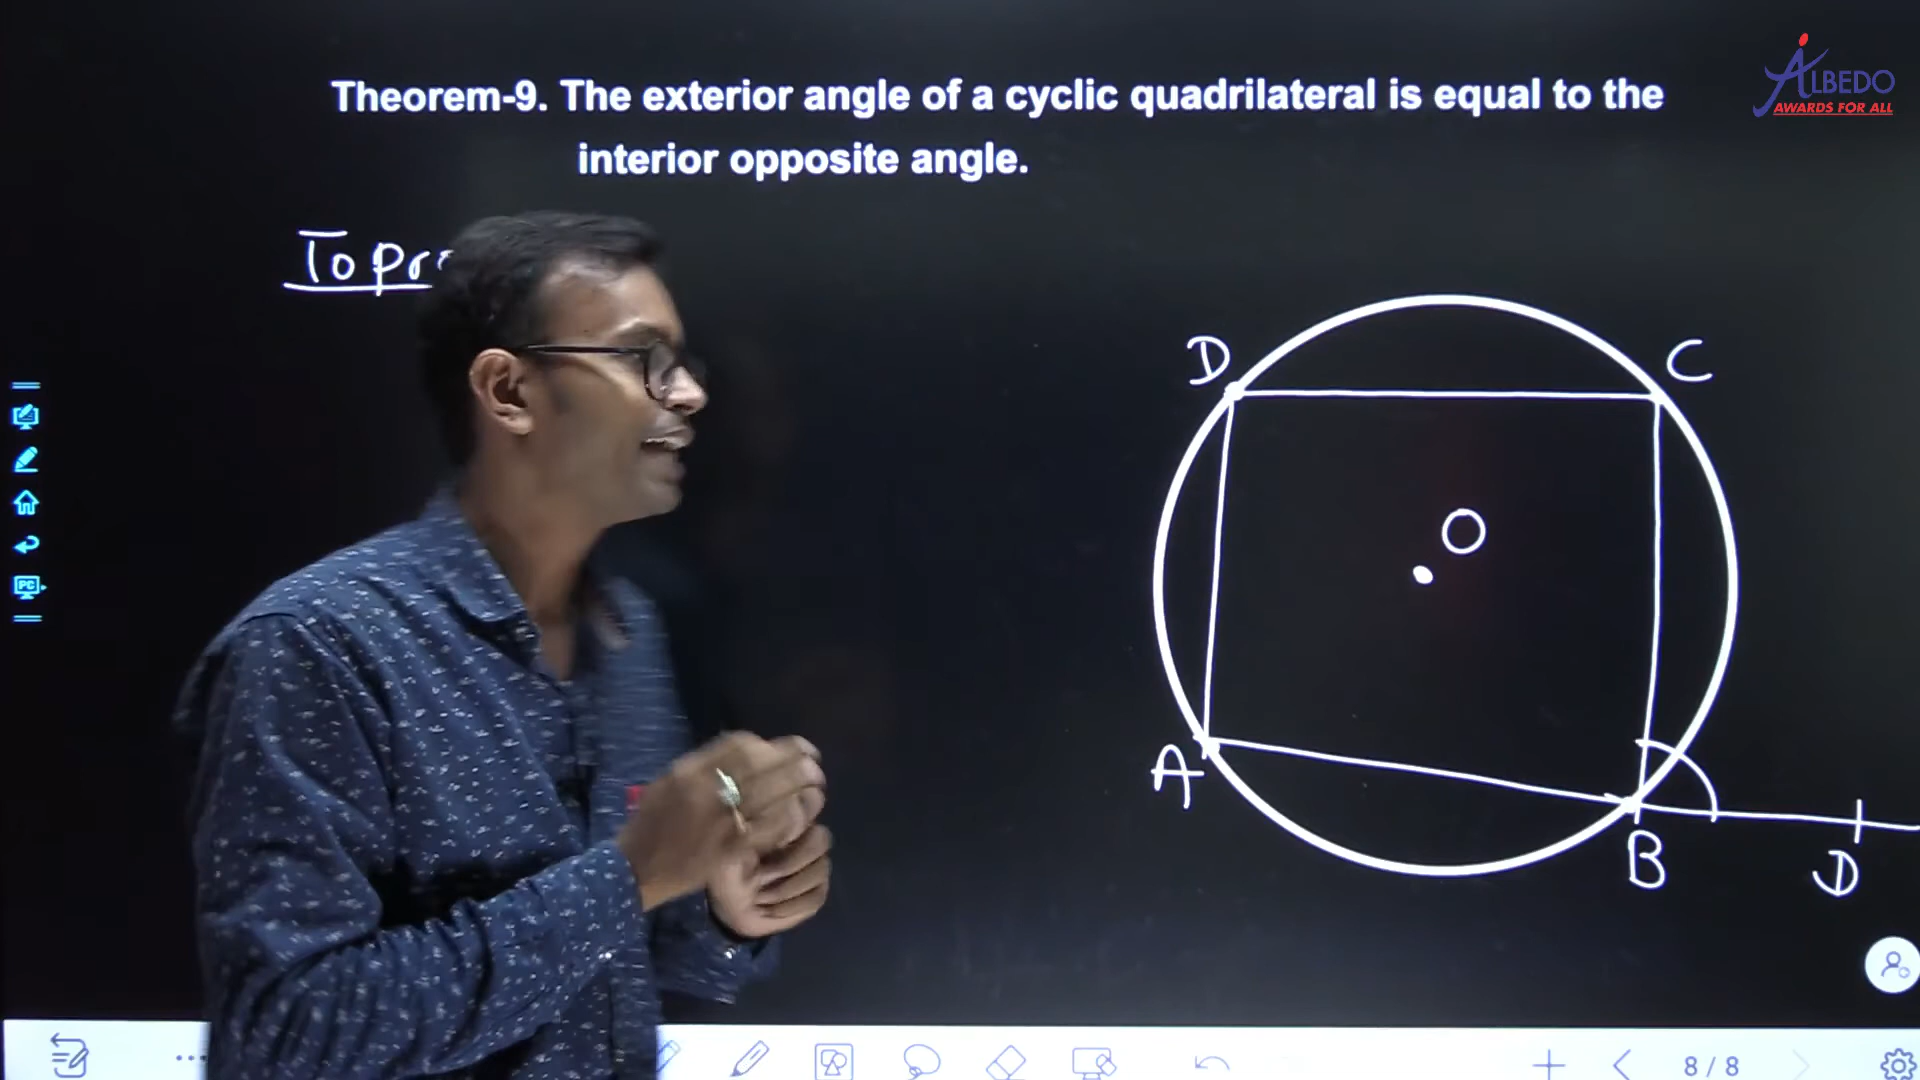 Theorem-9. The exterior angle of a cyclic quadrilateral is equal to the
interior opposite angle.
ALBEDO
AWARDS FOR ALL
To
D
C
O
A
B
D
PC
8 / 8